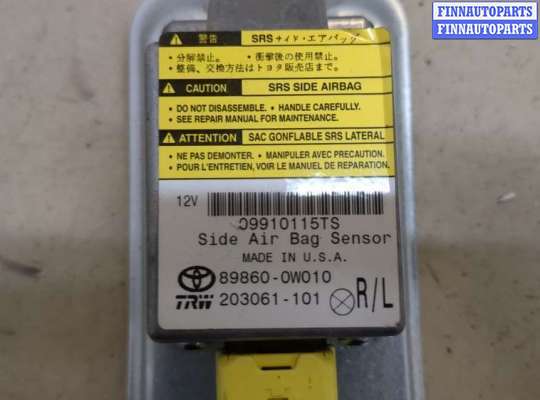 FINNAUTOPARTS
FINNAUTOPARTS
警告 SRSサイド・エアバッグ
・分解禁止。 ・衝撃後の使用禁止。
・整備、交換方法はトヨタ販売店まで。
CAUTION SRS SIDE AIRBAG
• DO NOT DISASSEMBLE. • HANDLE CAREFULLY.
• SEE REPAIR MANUAL FOR MAINTENANCE.
ATTENTION SAC GONFLABLE SRS LATERAL
• NE PAS DEMONTER. • MANIPULER AVEC PRECAUTION.
• POUR L'ENTRETIEN, VOIR LE MANUEL DE REPARATION.
12V
09910115TS
Side Air Bag Sensor
MADE IN U.S.A.
89860-0W010
TRW 203061-101 R/L